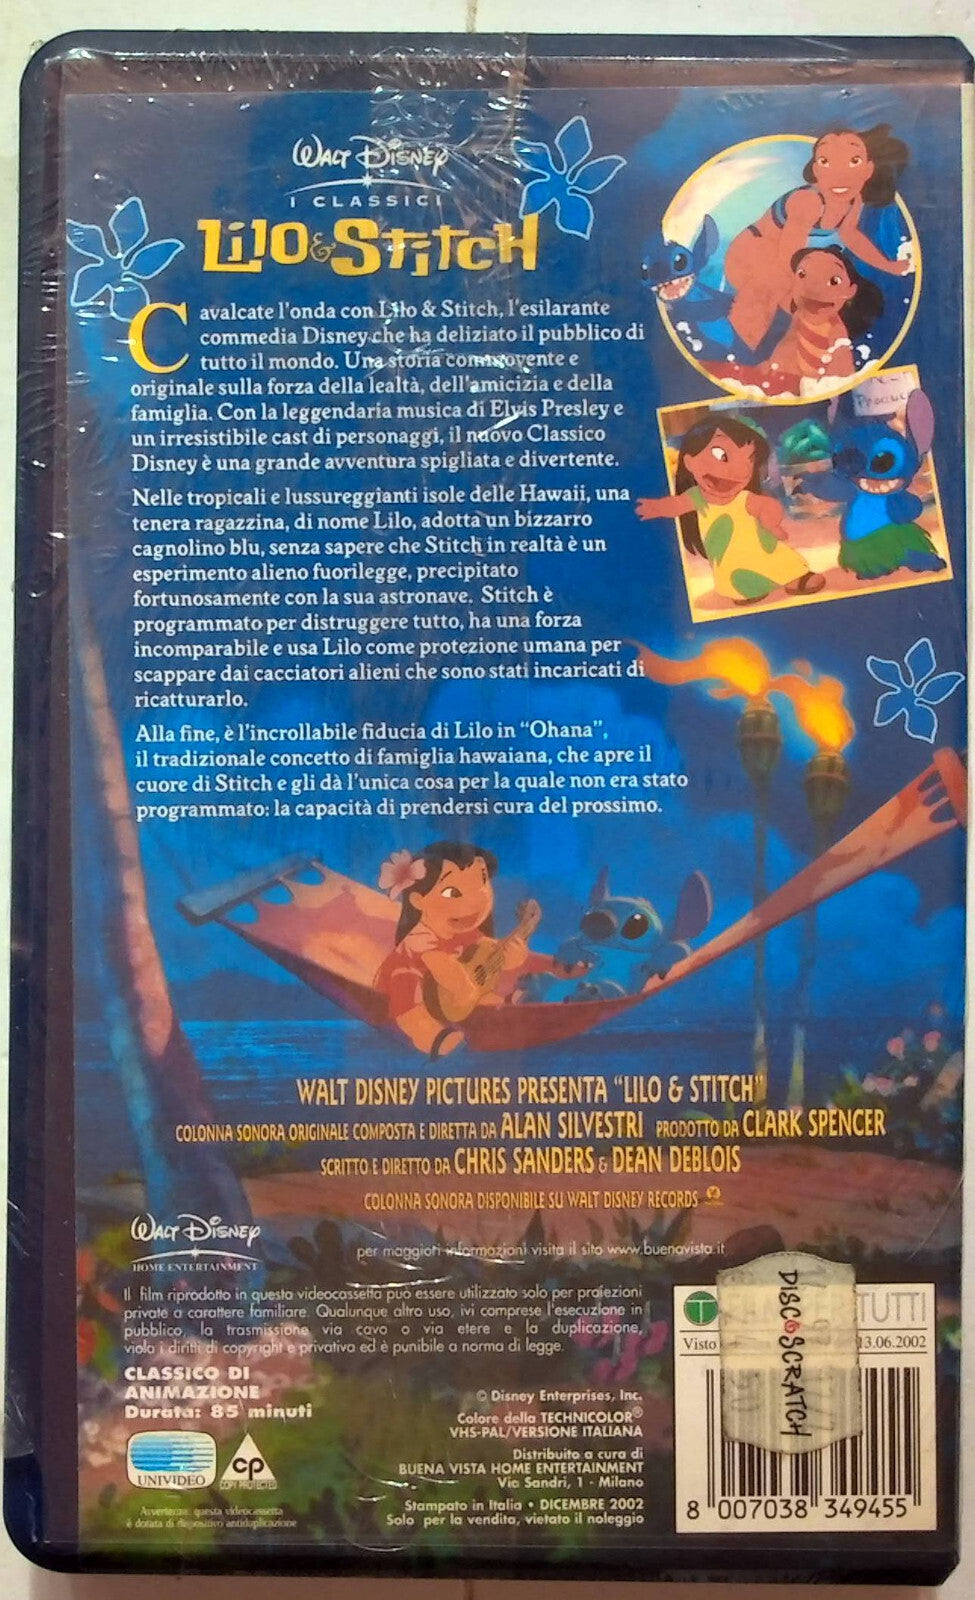 WALT DISNEY
I CLASSICI
LILO & STITCH
Cavalcate l'onda con Lilo & Stitch, l'esilarante
commedia Disney che ha deliziato il pubblico di
tutto il mondo. Una storia commovente e
originale sulla forza della lealtà, dell'amicizia e della
famiglia. Con la leggendaria musica di Elvis Presley e
un irresistibile cast di personaggi, il nuovo Classico
Disney è una grande avventura spigliata e divertente.
Nelle tropicali e lussureggianti isole delle Hawaii, una
tenera ragazzina, di nome Lilo, adotta un bizzarro
cagnolino blu, senza sapere che Stitch in realtà è un
esperimento alieno fuorilegge, precipitato
fortunosamente con la sua astronave. Stitch è
programmato per distruggere tutto, ha una forza
incomparabile e usa Lilo come protezione umana per
scappare dai cacciatori alieni che sono stati incaricati di
ricatturarlo.
Alla fine, è l'incrollabile fiducia di Lilo in “Ohana”,
il tradizionale concetto di famiglia hawaiana, che apre il
cuore di Stitch e gli dà l'unica cosa per la quale non era stato
programmato: la capacità di prendersi cura del prossimo.
WALT DISNEY PICTURES PRESENTA “LILO & STITCH”
COLONNA SONORA ORIGINALE COMPOSTA E DIRETTA DA ALAN SILVESTRI PRODOTTO DA CLARK SPENCER
SCRITTO E DIRETTO DA CHRIS SANDERS & DEAN DEBLOIS
COLONNA SONORA DISPONIBILE SU WALT DISNEY RECORDS
WALT DISNEY
HOME ENTERTAINMENT
per maggiori informazioni visita il sito www.buenavista.it
Il film riprodotto in questa videocassetta può essere utilizzato solo per proiezioni
private a carattere familiare. Qualunque altro uso, ivi comprese l'esecuzione in
pubblico, la trasmissione via cavo o via etere e la duplicazione,
viola i diritti di copyright e privativa ed è punibile a norma di legge.
CLASSICO DI
ANIMAZIONE
Durata: 85 minuti
UNIVIDEO
CP
COPY PROTECTED
Avvertenza: questa videocassetta
è dotata di dispositivo antiduplicazione
© Disney Enterprises, Inc.
Colore della TECHNICOLOR®
VHS-PAL/VERSIONE ITALIANA
Distribuito a cura di
BUENA VISTA HOME ENTERTAINMENT
Via Sandri, 1 - Milano
Stampato in Italia • DICEMBRE 2002
Solo per la vendita, vietato il noleggio
T TUTTI
Visto 13.06.2002
DISCO SCRATCH
8 007038 349455